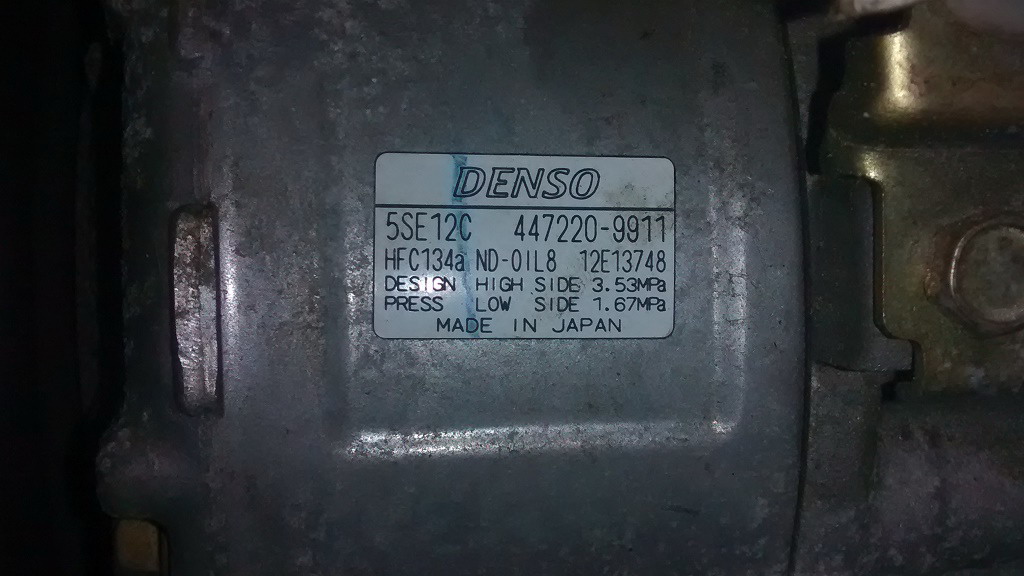 DENSO
5SE12C 447220-9911
HFC134a ND-OIL8 12E13748
DESIGN HIGH SIDE 3.53MPa
PRESS LOW SIDE 1.67MPa
MADE IN JAPAN